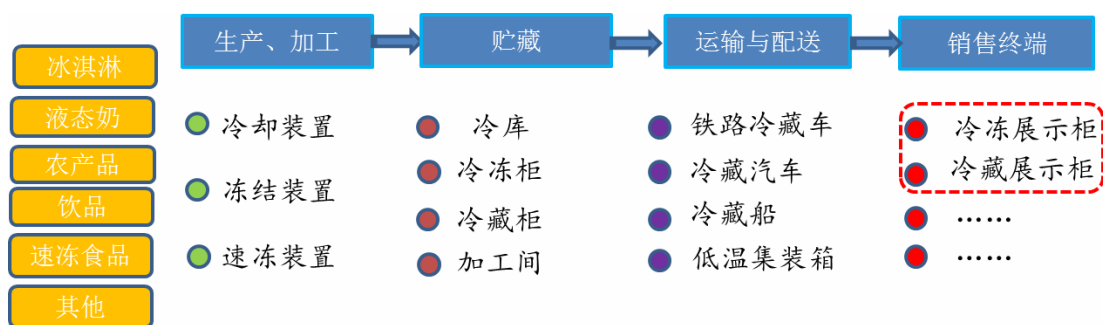 生产、加工
贮藏
运输与配送
销售终端
冰淇淋
液态奶
农产品
饮品
速冻食品
其他
冷却装置
冻结装置
速冻装置
冷库
冷冻柜
冷藏柜
加工间
铁路冷藏车
冷藏汽车
冷藏船
低温集装箱
冷冻展示柜
冷藏展示柜
……
……